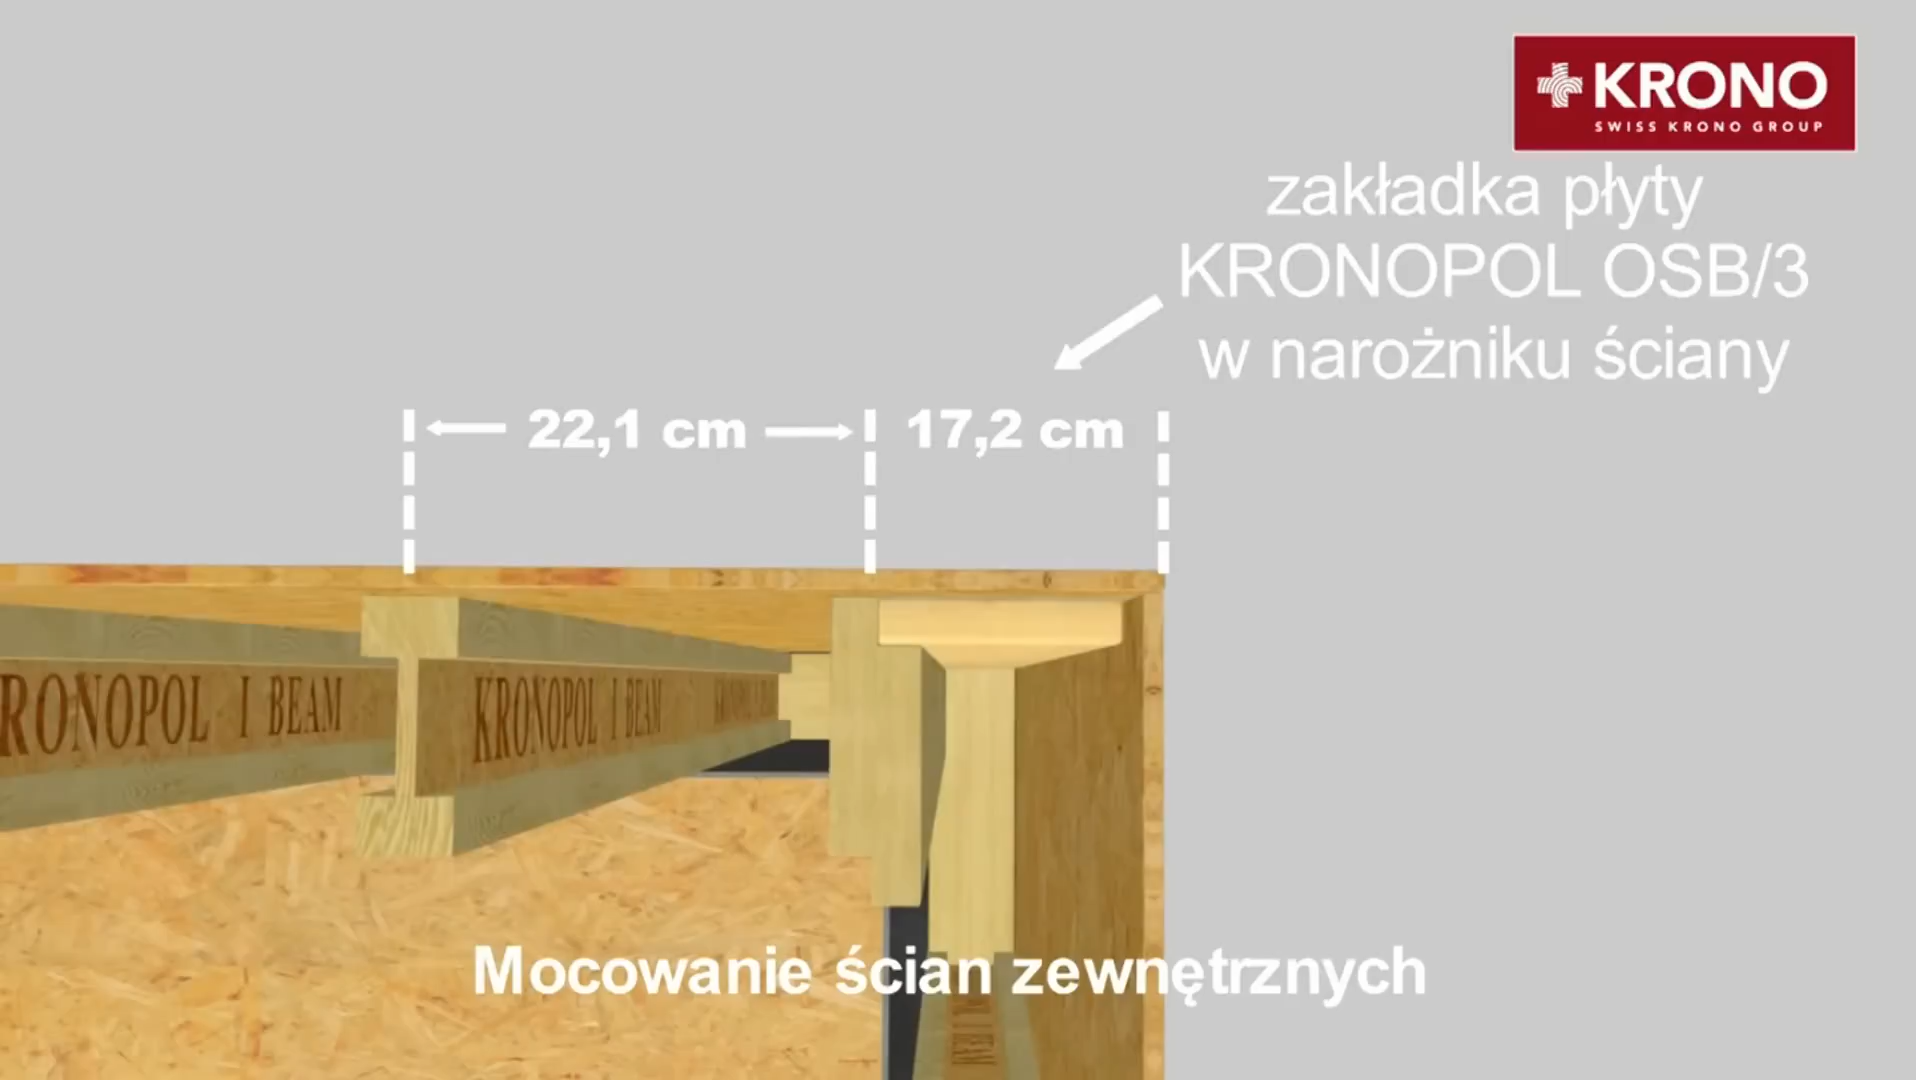 KRONO
SWISS KRONO GROUP
zakładka płyty
KRONOPOL OSB/3
w narożniku ściany
22,1 cm 17,2 cm
RONOPOL I BEAM KRONOPOL I BEAM
Mocowanie ścian zewnętrznych